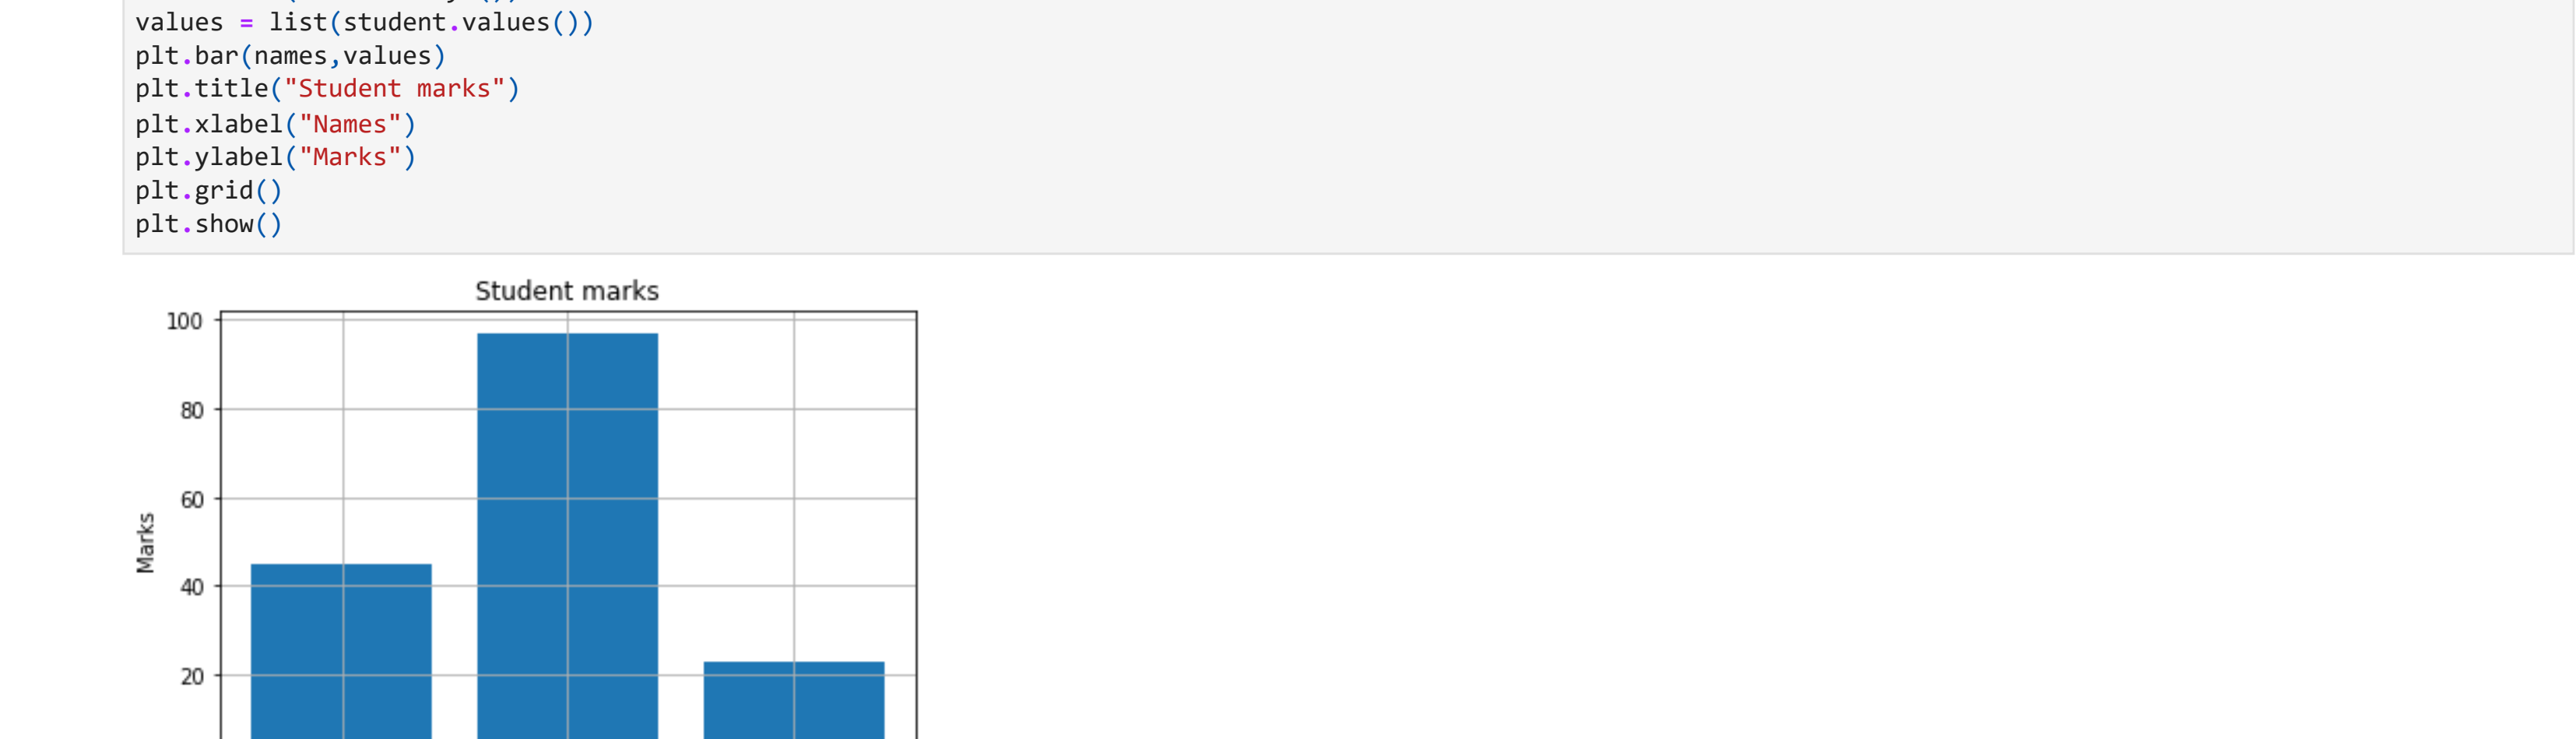 values = list(student.values())
plt.bar(names,values)
plt.title("Student marks")
plt.xlabel("Names")
plt.ylabel("Marks")
plt.grid()
plt.show()
Student marks
100
80
60
Marks
40
20